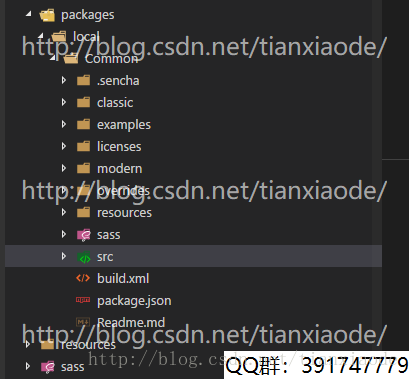 packages
local
http://blog.csdn.net/tianxiaode/
Common
.sencha
classic
examples
licenses
modern
overrides
http://blog.csdn.net/tianxiaode/
resources
sass
src
build.xml
package.json
Readme.md
http://blog.csdn.net/tianxiaode/
resources
http://blog.csdn.net/tianxiaode
sass
QQ群：391747779